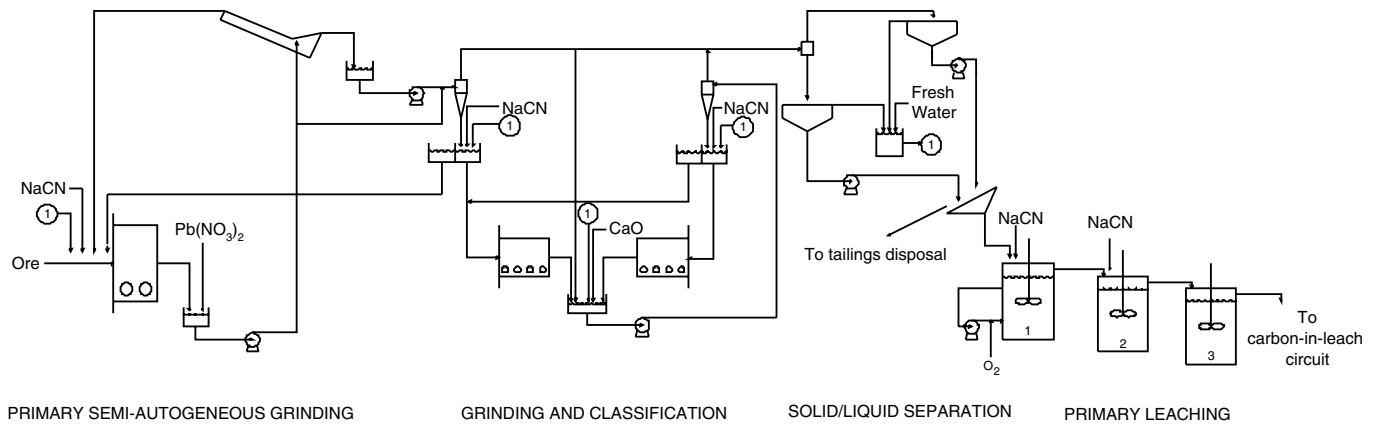 NaCN
1
Fresh
Water
NaCN
1
1
NaCN
1
Pb(NO3)2
Ore
1
CaO
To tailings disposal
NaCN
NaCN
1
2
3
O2
To
carbon-in-leach
circuit
PRIMARY SEMI-AUTOGENEOUS GRINDING
GRINDING AND CLASSIFICATION
SOLID/LIQUID SEPARATION
PRIMARY LEACHING